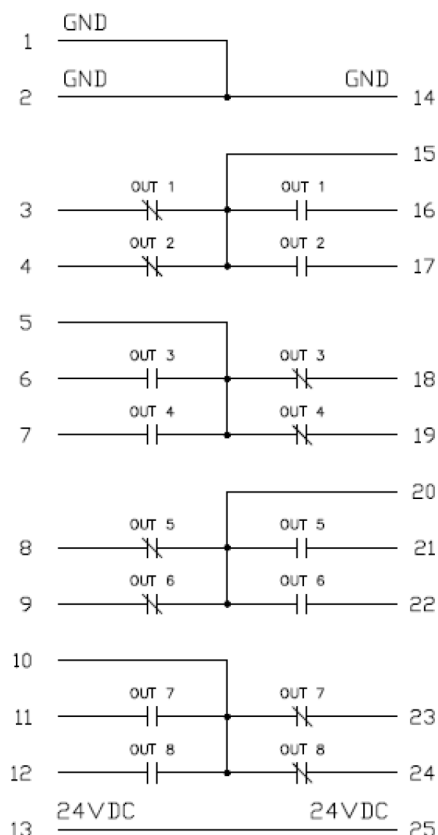 GND
1
GND GND
2 14
15
OUT 1 OUT 1
3 16
OUT 2 OUT 2
4 17
5
OUT 3 OUT 3
6 18
OUT 4 OUT 4
7 19
20
OUT 5 OUT 5
8 21
OUT 6 OUT 6
9 22
10
OUT 7 OUT 7
11 23
OUT 8 OUT 8
12 24
24VDC 24VDC
13 25